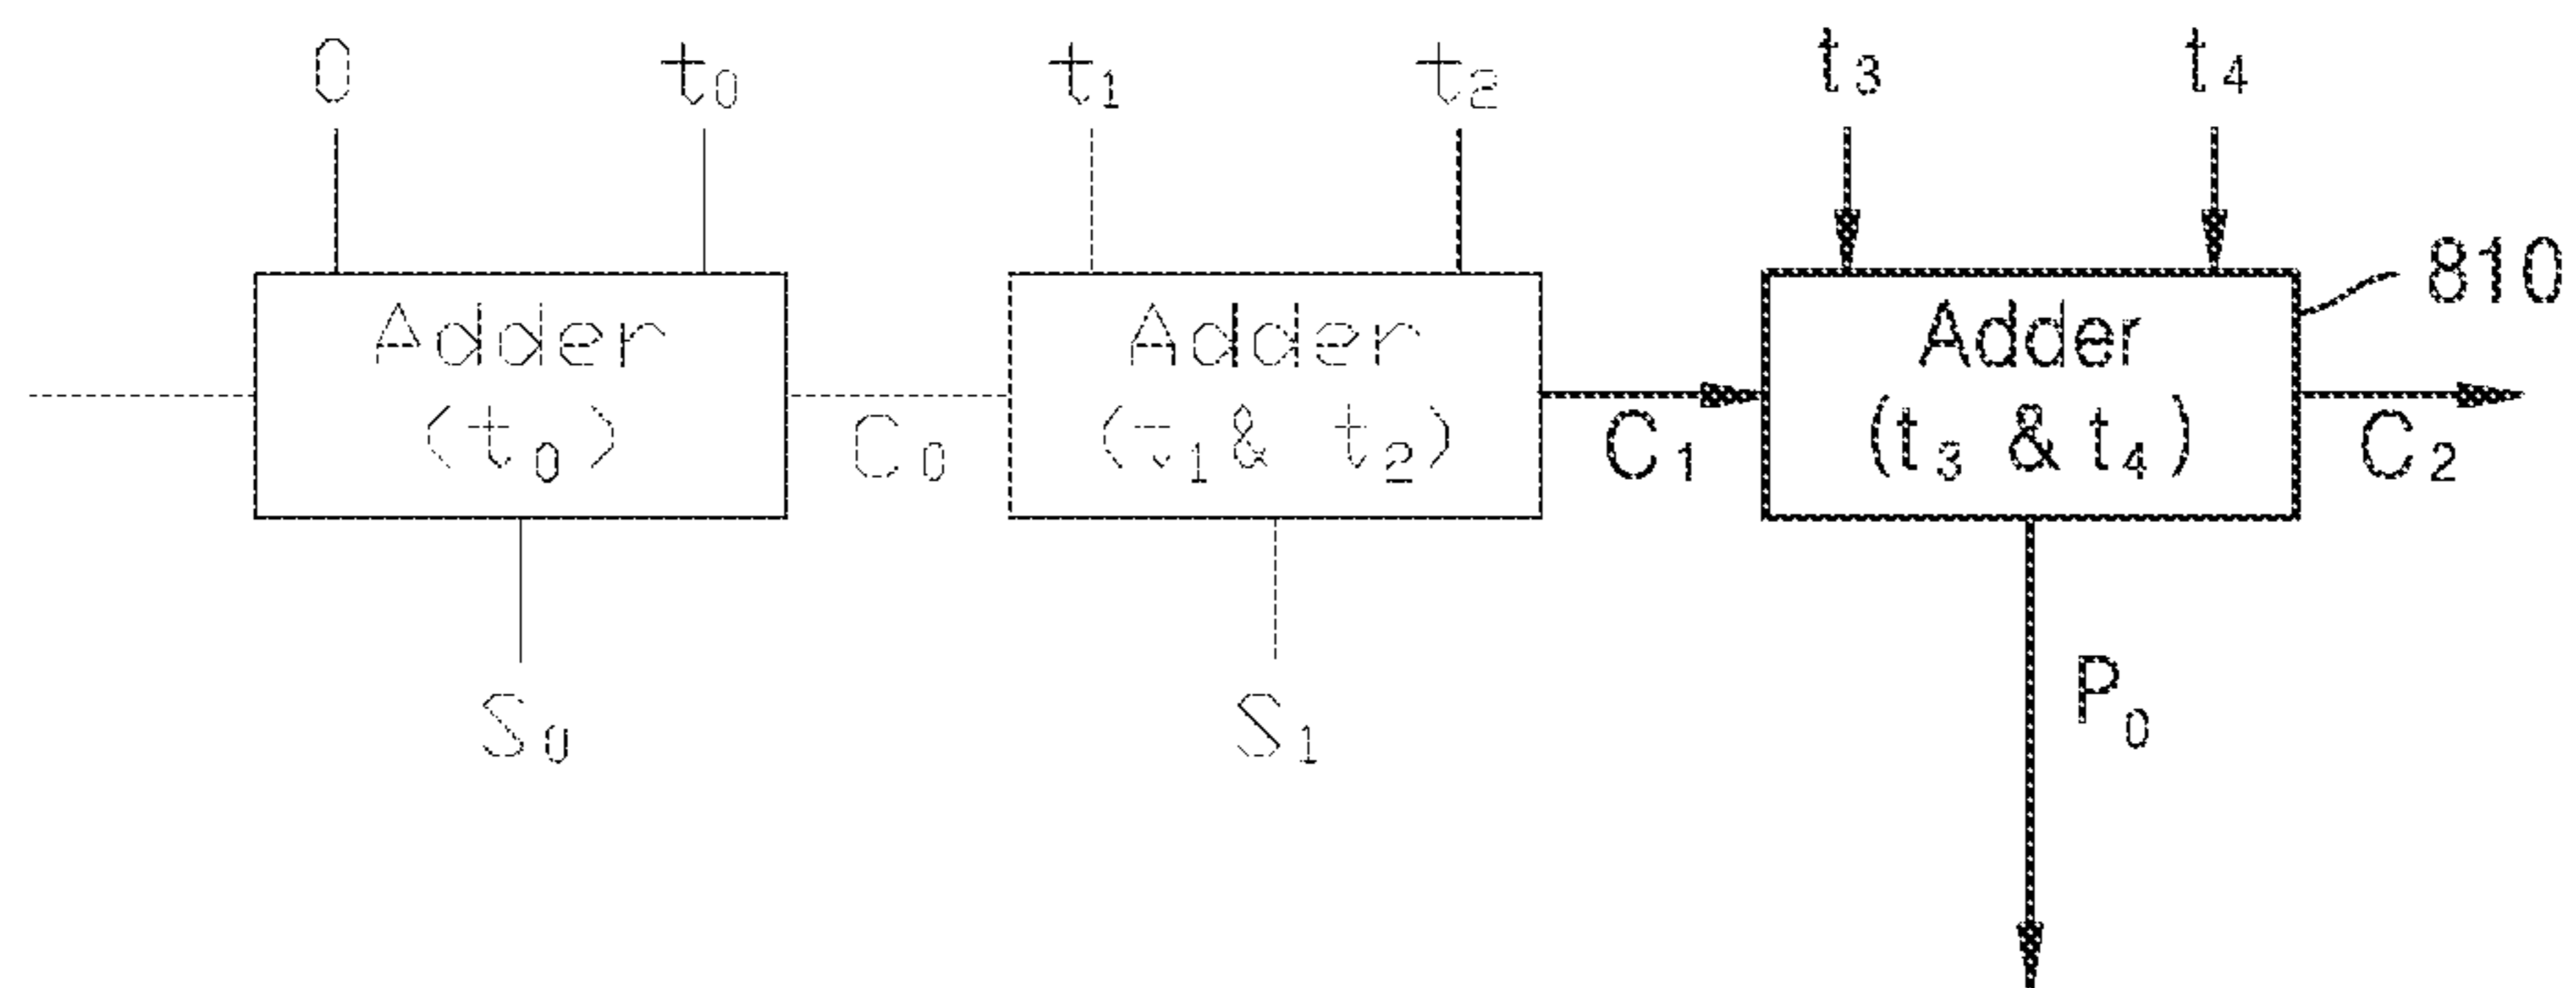 0 t0 t1 t2 t3 t4
810
Adder Adder Adder
(t0) (t1 & t2) (t3 & t4)
C0 C1 C2
S0 S1 P0